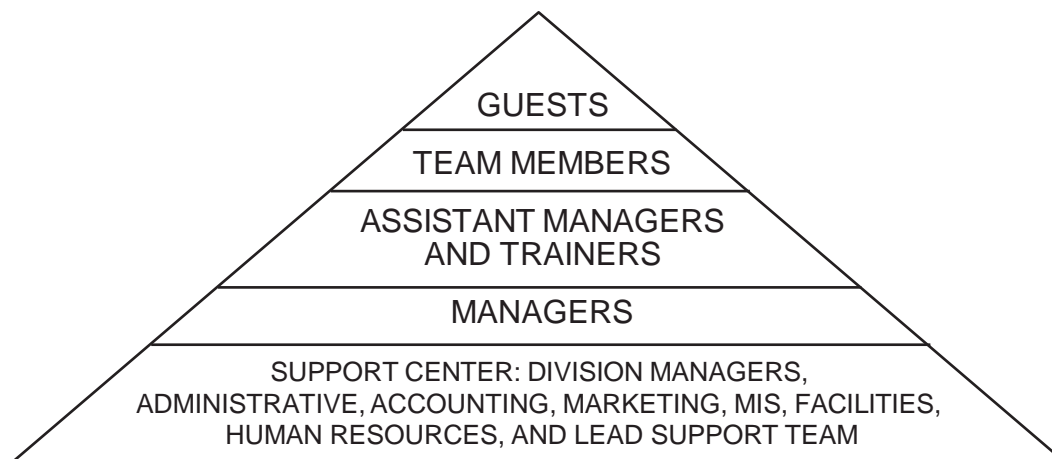 GUESTS
TEAM MEMBERS
ASSISTANT MANAGERS
AND TRAINERS
MANAGERS
SUPPORT CENTER: DIVISION MANAGERS,
ADMINISTRATIVE, ACCOUNTING, MARKETING, MIS, FACILITIES,
HUMAN RESOURCES, AND LEAD SUPPORT TEAM